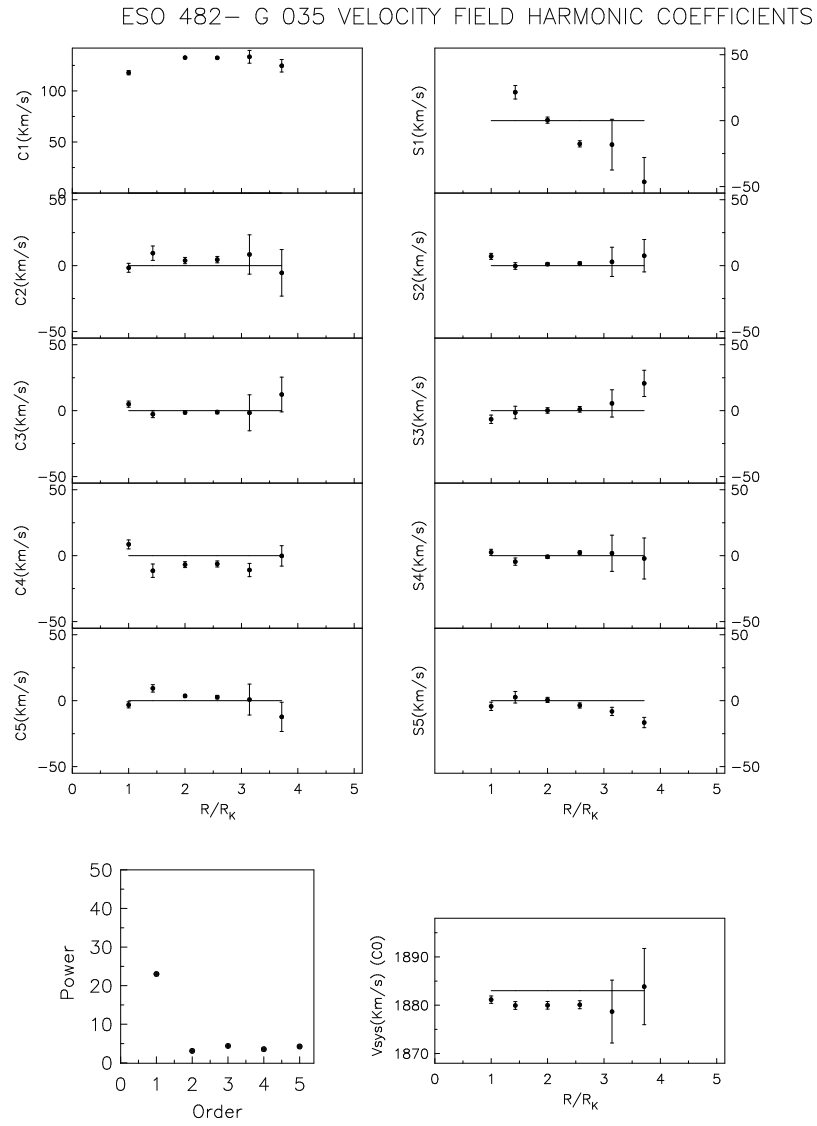 ESO 482− G 035 VELOCITY FIELD HARMONIC COEFFICIENTS
C1(Km/s)
100
50
0
S1(Km/s)
50
0
−50
C2(Km/s)
50
0
−50
S2(Km/s)
50
0
−50
C3(Km/s)
50
0
−50
S3(Km/s)
50
0
−50
C4(Km/s)
50
0
−50
S4(Km/s)
50
0
−50
C5(Km/s)
50
0
−50
0 1 2 3 4 5
R/R_K
S5(Km/s)
50
0
−50
0 1 2 3 4 5
R/R_K
Power
50
40
30
20
10
0
0 1 2 3 4 5
Order
Vsys(Km/s) (C0)
1890
1880
1870
0 1 2 3 4 5
R/R_K